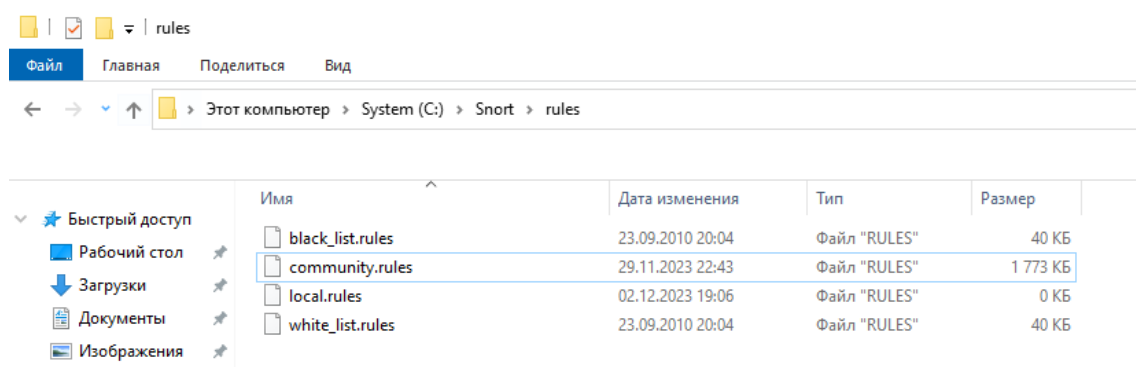 rules
Файл Главная Поделиться Вид
Этот компьютер > System (C:) > Snort > rules
Имя Дата изменения Тип Размер
Быстрый доступ
Рабочий стол
Загрузки
Документы
Изображения
black_list.rules 23.09.2010 20:04 Файл "RULES" 40 КБ
community.rules 29.11.2023 22:43 Файл "RULES" 1 773 КБ
local.rules 02.12.2023 19:06 Файл "RULES" 0 КБ
white_list.rules 23.09.2010 20:04 Файл "RULES" 40 КБ